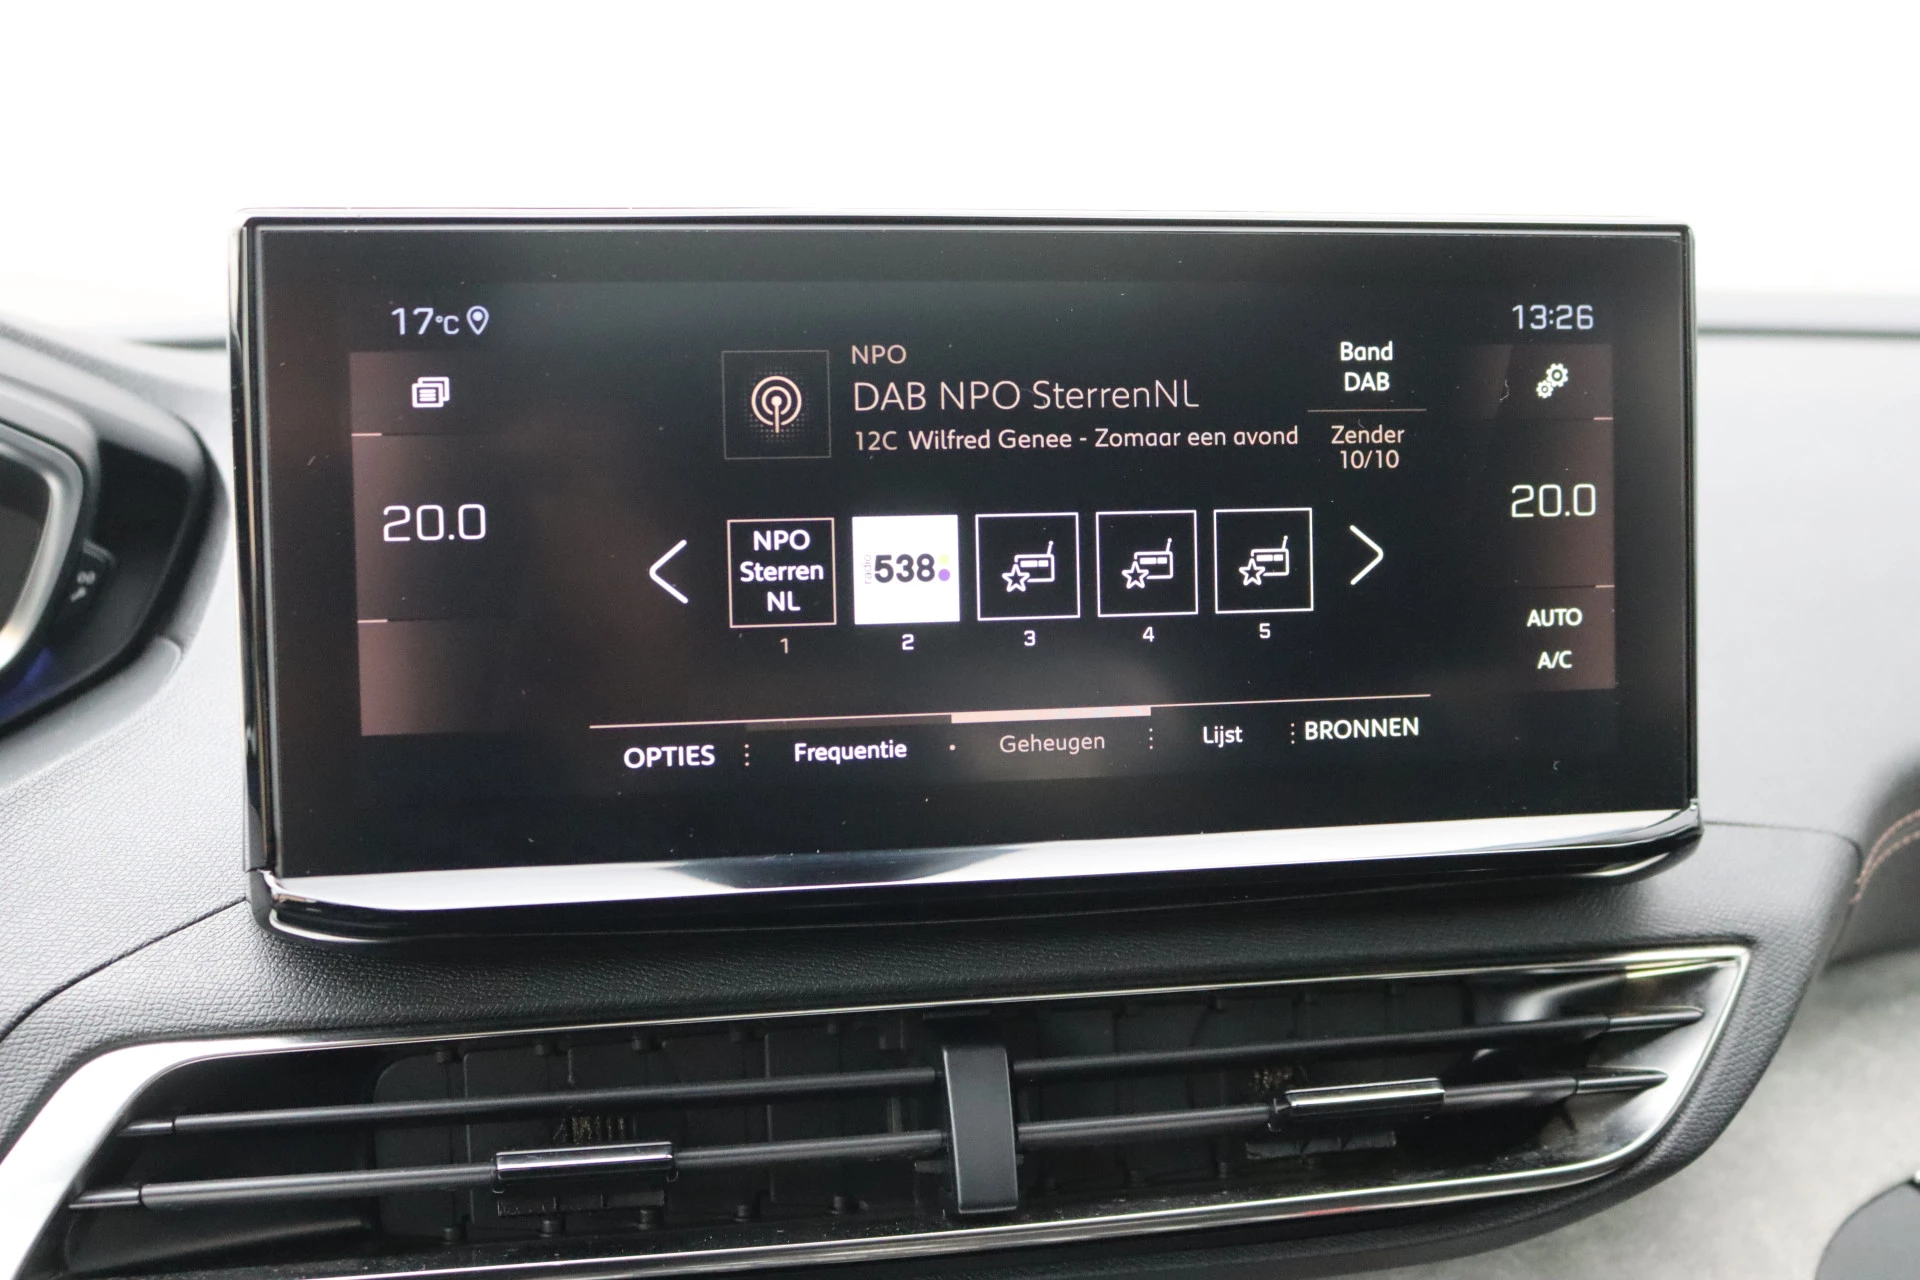 17°C
13:26
NPO
DAB NPO SterrenNL
12C Wilfred Genee - Zomaar een avond
Band
DAB
Zender
10/10
20.0
20.0
NPO
Sterren
NL
radio 538
1
2
3
4
5
AUTO
A/C
OPTIES
Frequentie
Geheugen
Lijst
BRONNEN